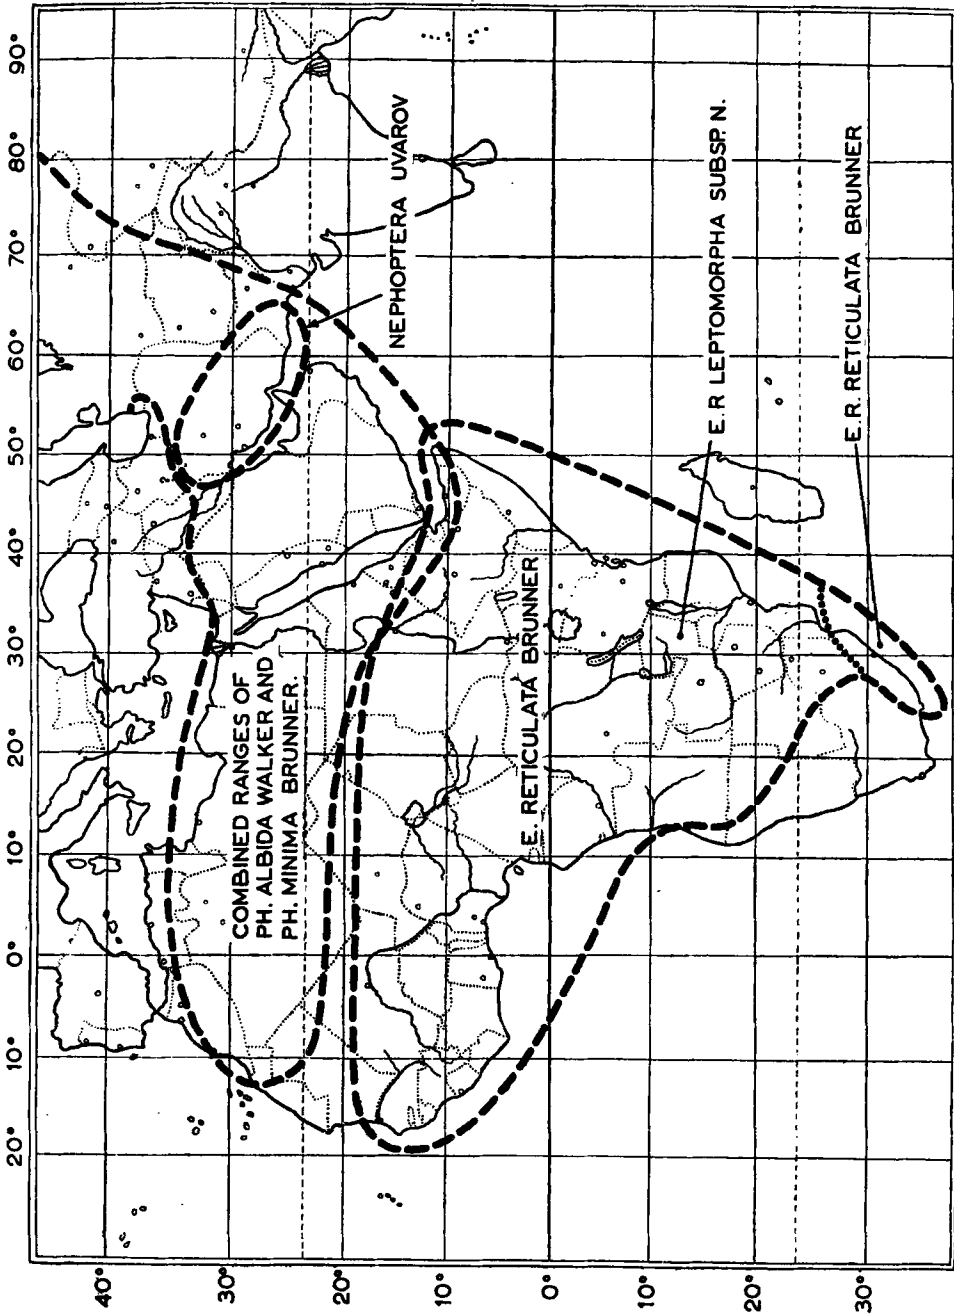 20°
10°
0°
10°
20°
30°
40°
50°
60°
70°
80°
90°
40°
30°
20°
10°
0°
10°
20°
30°
COMBINED RANGES OF
PH. ALBIDA WALKER AND
PH. MINIMA BRUNNER.
NEPHOPTERA UVAROV
E. RETICULATA BRUNNER
E.R LEPTOMORPHA SUBSP. N.
E.R. RETICULATA BRUNNER